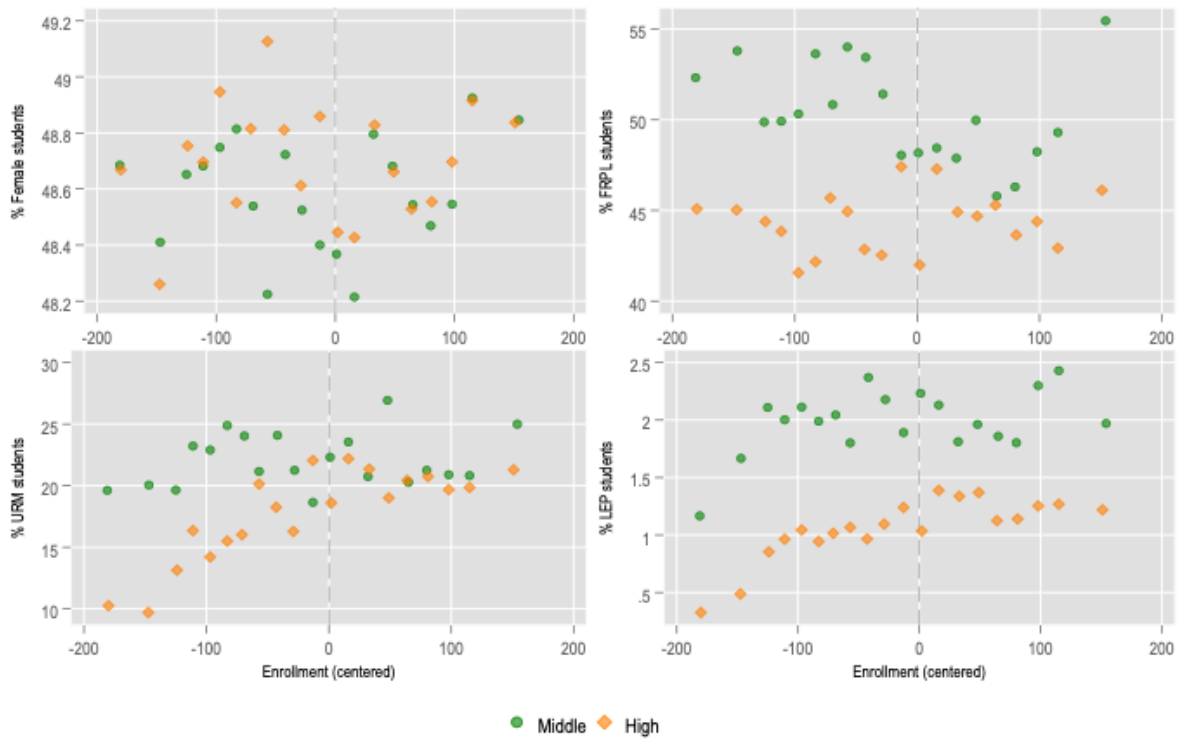 % Female students
49.2
49
48.8
48.6
48.4
48.2
-200 -100 0 100 200
% FRPL students
55
50
45
40
-200 -100 0 100 200
% URM students
30
25
20
15
10
-200 -100 0 100 200
Enrollment (centered)
% LEP students
2.5
2
1.5
1
.5
-200 -100 0 100 200
Enrollment (centered)
Middle High